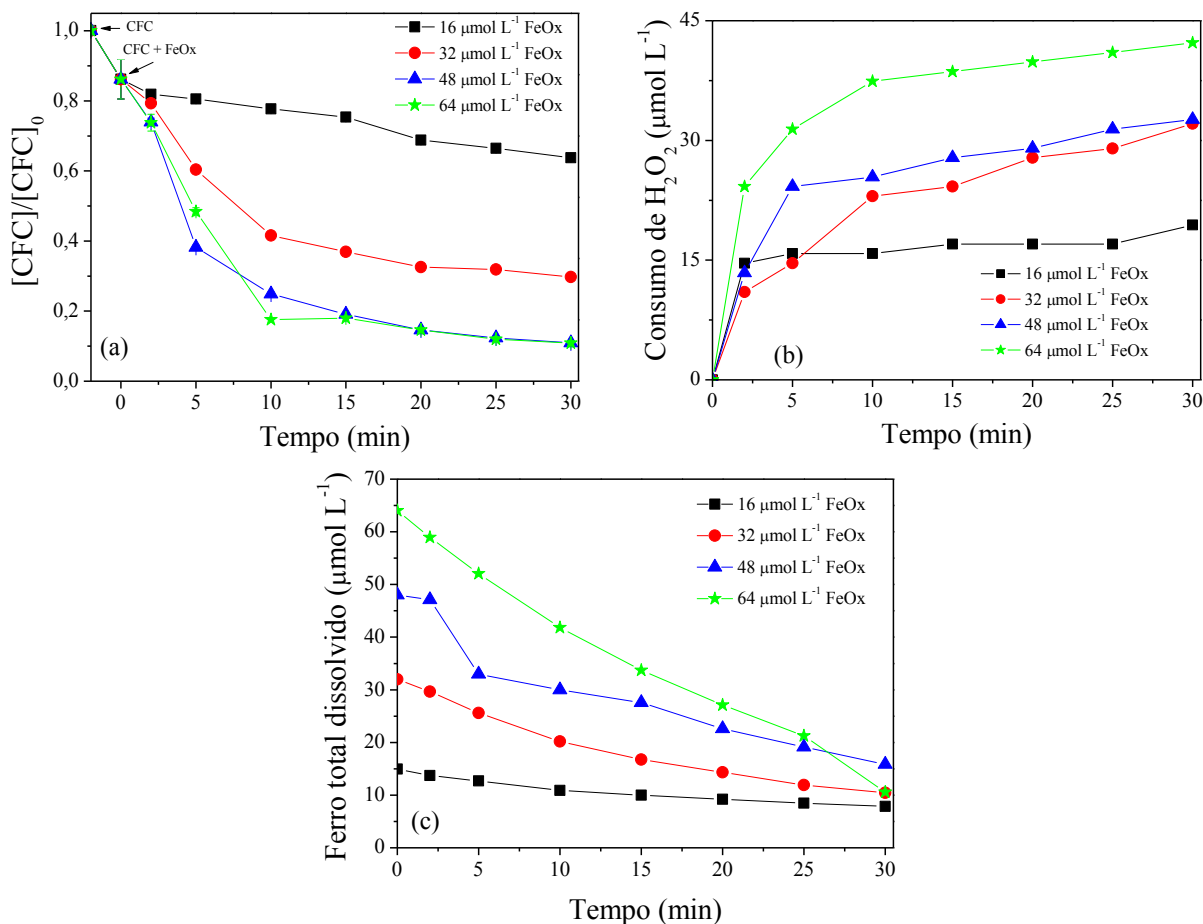 CFC
CFC + FeOx
16 μmol L⁻¹ FeOx
32 μmol L⁻¹ FeOx
48 μmol L⁻¹ FeOx
64 μmol L⁻¹ FeOx
[CFC]/[CFC]₀
1,0
0,8
0,6
0,4
0,2
0,0
(a)
0 5 10 15 20 25 30
Tempo (min)
Consumo de H₂O₂ (μmol L⁻¹)
45
30
15
0
16 μmol L⁻¹ FeOx
32 μmol L⁻¹ FeOx
48 μmol L⁻¹ FeOx
64 μmol L⁻¹ FeOx
(b)
0 5 10 15 20 25 30
Tempo (min)
Ferro total dissolvido (μmol L⁻¹)
70
60
50
40
30
20
10
0
16 μmol L⁻¹ FeOx
32 μmol L⁻¹ FeOx
48 μmol L⁻¹ FeOx
64 μmol L⁻¹ FeOx
(c)
0 5 10 15 20 25 30
Tempo (min)